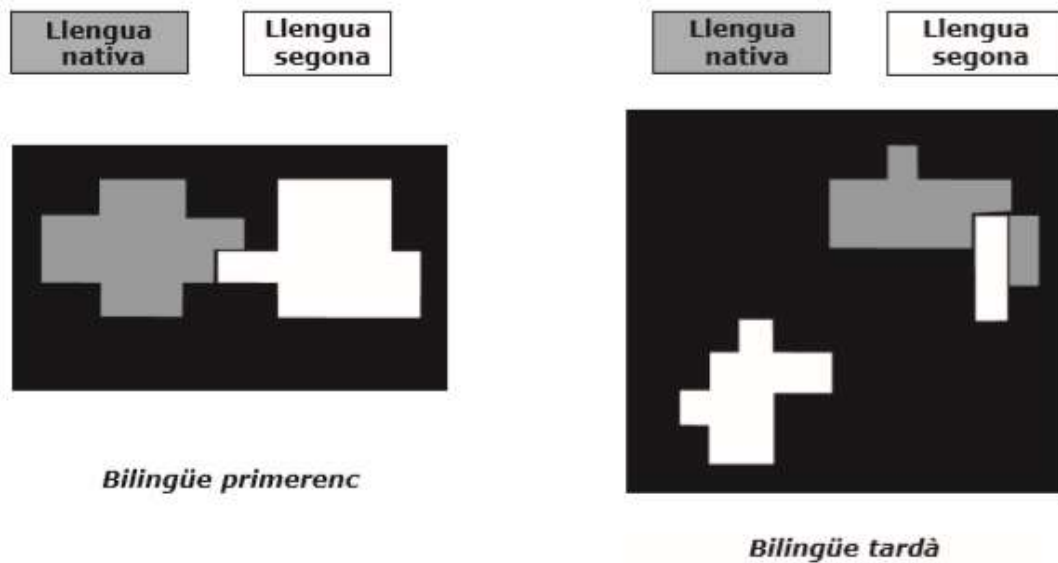 Llengua
nativa
Llengua
segona
Llengua
nativa
Llengua
segona
Bilingüe primerenc
Bilingüe tardà